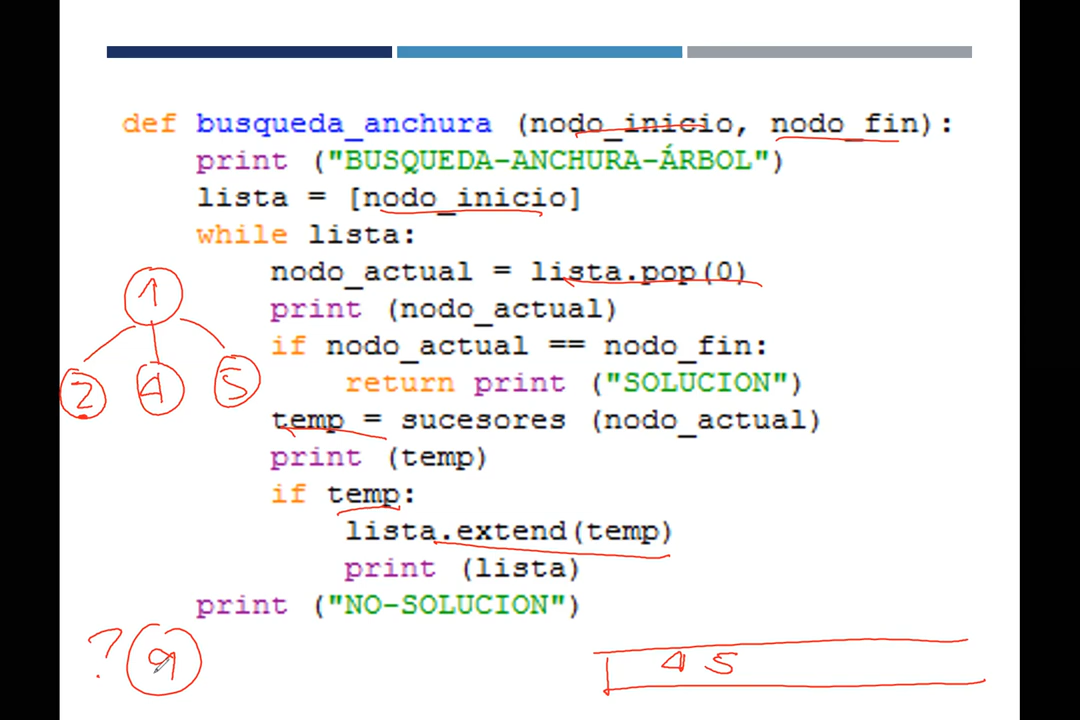 def busqueda_anchura (nodo_inicio, nodo_fin):
print ("BUSQUEDA-ANCHURA-ÁRBOL")
lista = [nodo_inicio]
while lista:
nodo_actual = lista.pop(0)
print (nodo_actual)
if nodo_actual == nodo_fin:
return print ("SOLUCION")
temp = sucesores (nodo_actual)
print (temp)
if temp:
lista.extend(temp)
print (lista)
print ("NO-SOLUCION")
1
2 4 5
? 9
4 5